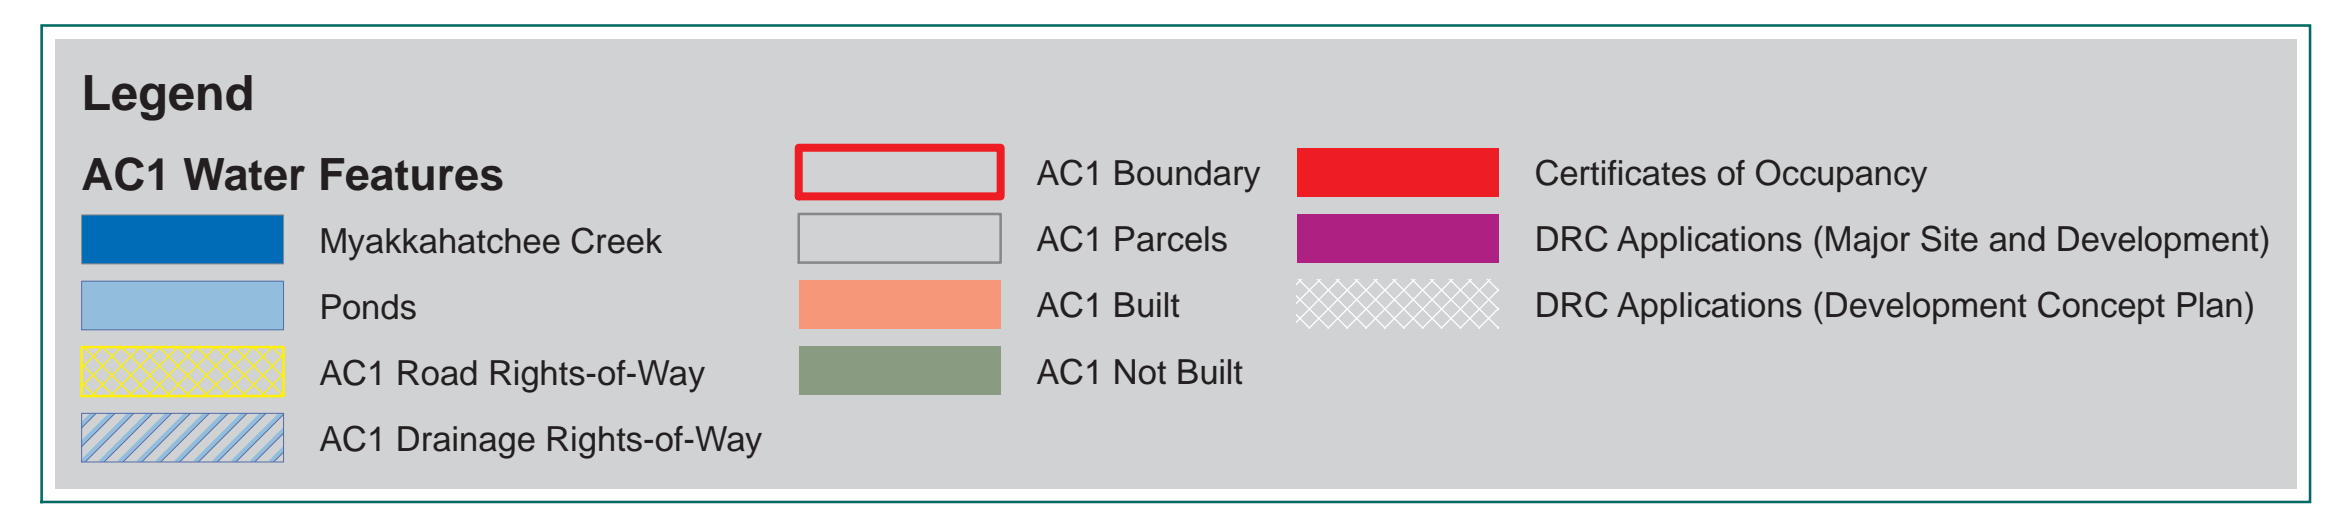 Legend
AC1 Water Features
Myakkahatchee Creek
Ponds
AC1 Road Rights-of-Way
AC1 Drainage Rights-of-Way
AC1 Boundary
AC1 Parcels
AC1 Built
AC1 Not Built
Certificates of Occupancy
DRC Applications (Major Site and Development)
DRC Applications (Development Concept Plan)